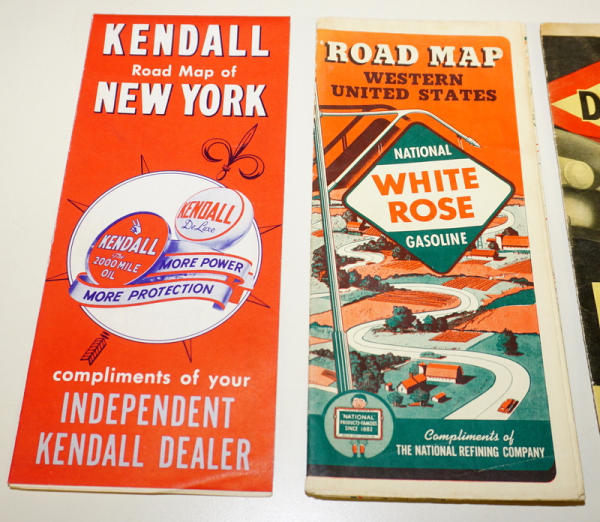 KENDALL
Road Map of
NEW YORK
KENDALL
DeLuxe
KENDALL
The
2000 MILE
OIL
MORE POWER
MORE PROTECTION
compliments of your
INDEPENDENT
KENDALL DEALER
ROAD MAP
WESTERN
UNITED STATES
NATIONAL
WHITE
ROSE
GASOLINE
"NATIONAL"
PRODUCTS-FAMOUS
SINCE 1882
Compliments of
THE NATIONAL REFINING COMPANY
D